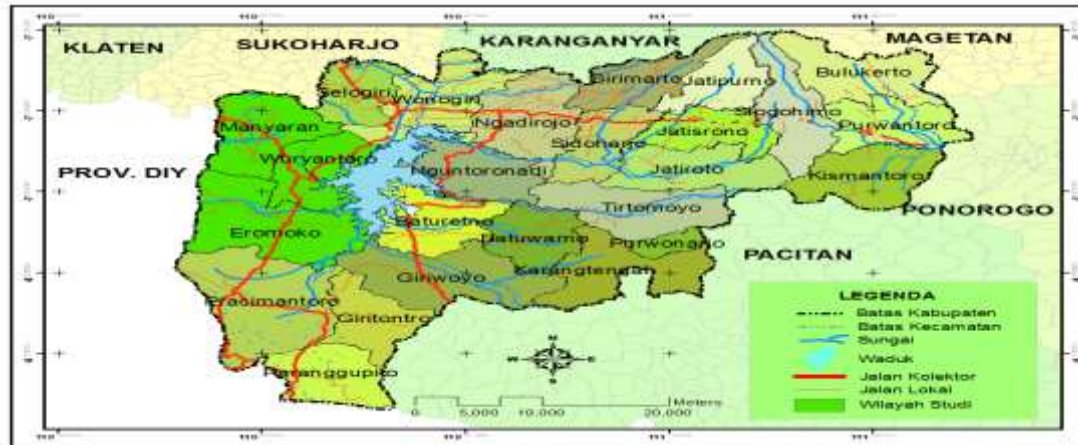 KLATEN
SUKOHARJO
KARANGANYAR
MAGETAN
Selogiri
Wonogiri
Girimarto
Jatipurno
Bulukerto
Manyaran
Ngadirojo
Slogohimo
Purwantoro
Wuryantoro
Sidoharjo
Jatisrono
PROV. DIY
Nguntoronadi
Jatiroto
Kismantoro
Tirtomoyo
PONOROGO
Eromoko
Baturetno
Jatuwarno
Purwonarjo
PACITAN
Giriwoyo
Karangtengah
Pracimantoro
Giritontro
Paranggupito
N
W
E
S
0
5,000
10,000
20,000
Meters
LEGENDA
Batas Kabupaten
Batas Kecamatan
Sungai
Waduk
Jalan Kolektor
Jalan Lokal
Wilayah Studi